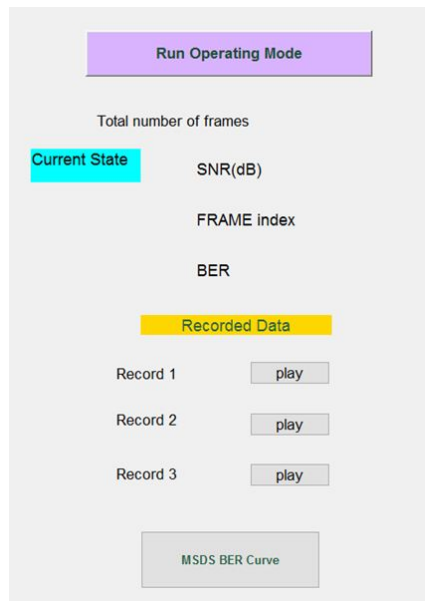 Run Operating Mode
Total number of frames
Current State
SNR(dB)
FRAME index
BER
Recorded Data
Record 1 play
Record 2 play
Record 3 play
MSDS BER Curve